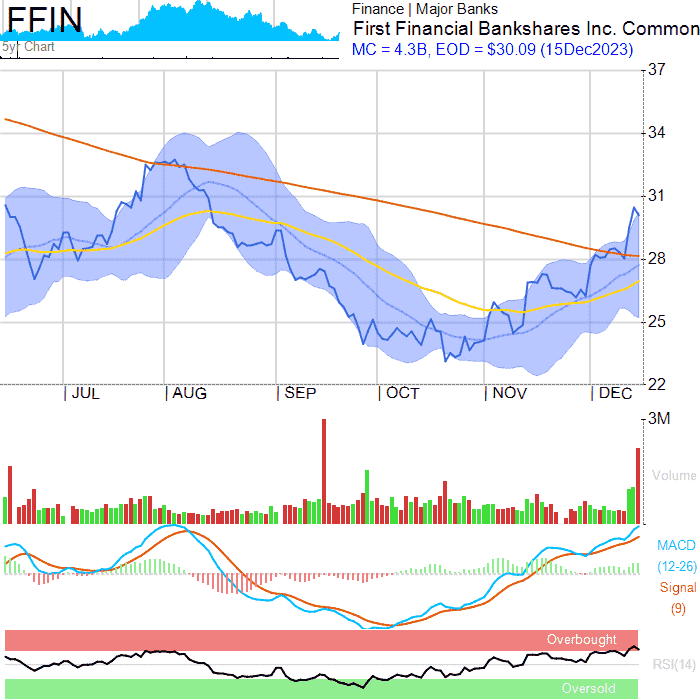 FFIN
5yr Chart
Finance | Major Banks
First Financial Bankshares Inc. Common
MC = 4.3B, EOD = $30.09 (15Dec2023)
37
34
31
28
25
22
JUL
AUG
SEP
OCT
NOV
DEC
3M
Volume
MACD
(12-26)
Signal
(9)
Overbought
RSI(14)
Oversold